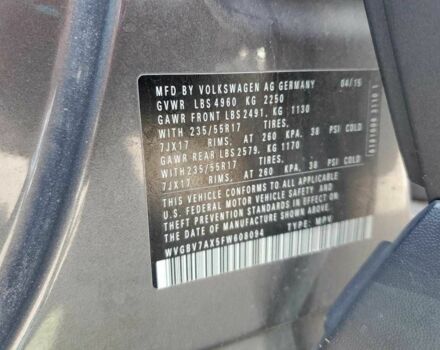 MFD.BY VOLKSWAGEN AG GERMANY 04/15
GVWR LBS 4960 KG 2250
GAWR FRONT LBS 2491, KG 1130
WITH 235/55R17 TIRES,
7JX17 RIMS, AT 260 KPA, 38 PSI COLD
GAWR REAR LBS 2579, KG 1170
WITH 235/55R17 TIRES,
7JX17 RIMS, AT 260 KPA, 38 PSI COLD
THIS VEHICLE CONFORMS TO ALL APPLICABLE
U.S. FEDERAL MOTOR VEHICLE SAFETY STANDARDS
IN EFFECT ON THE DATE OF MANUFACTURE
SHOWN ABOVE.
WVGBV7AX5FW608094 TYPE: MPV